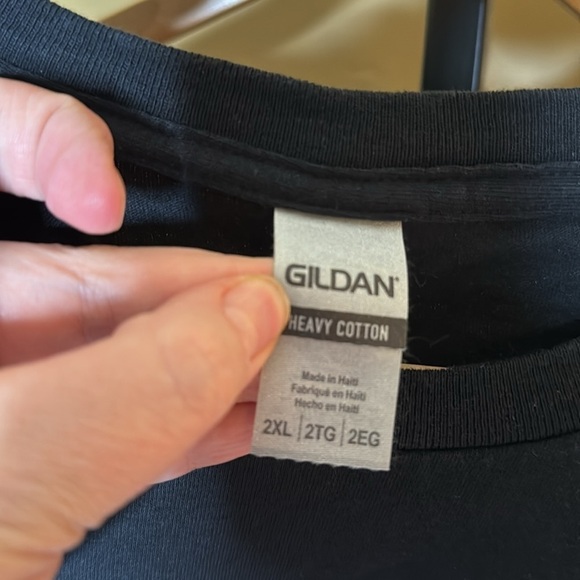 GILDAN®
HEAVY COTTON
Made in Haiti
Fabriqué en Haïti
Hecho en Haití
2XL | 2TG | 2EG